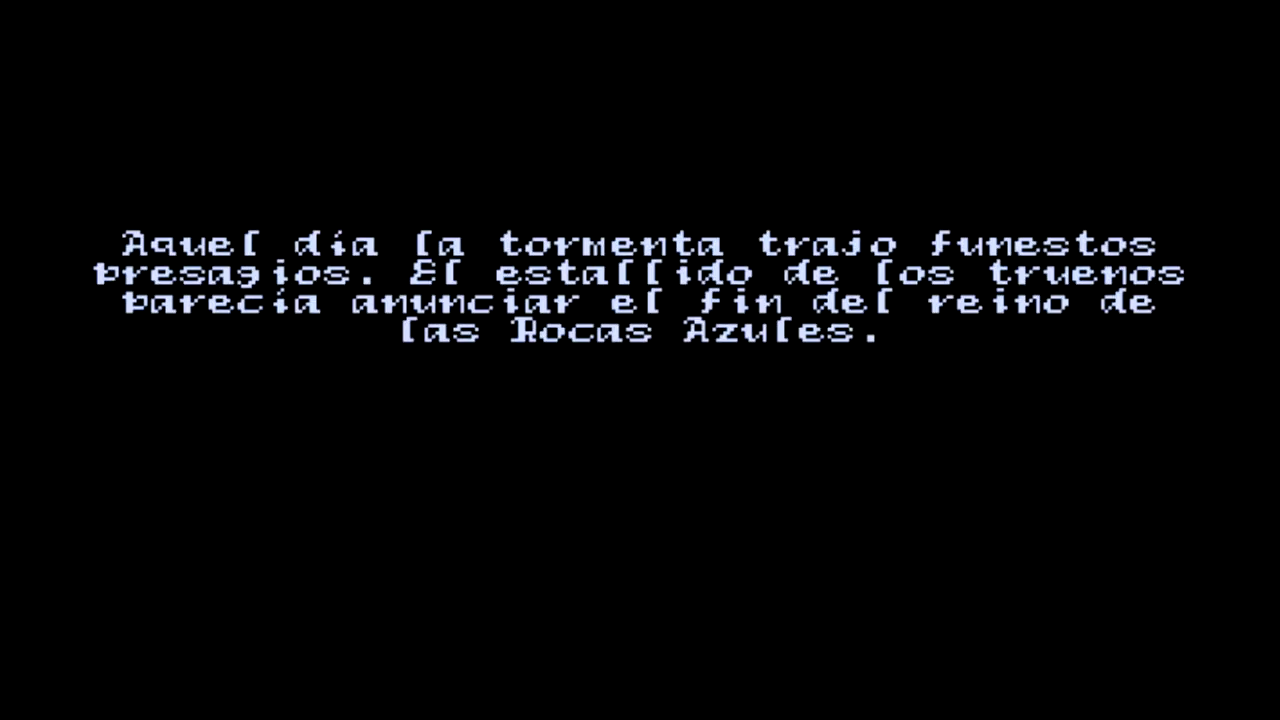 Aquel día la tormenta trajo funestos
presagios. El estallido de los truenos
parecia anunciar el fin del reino de
las Rocas Azules.